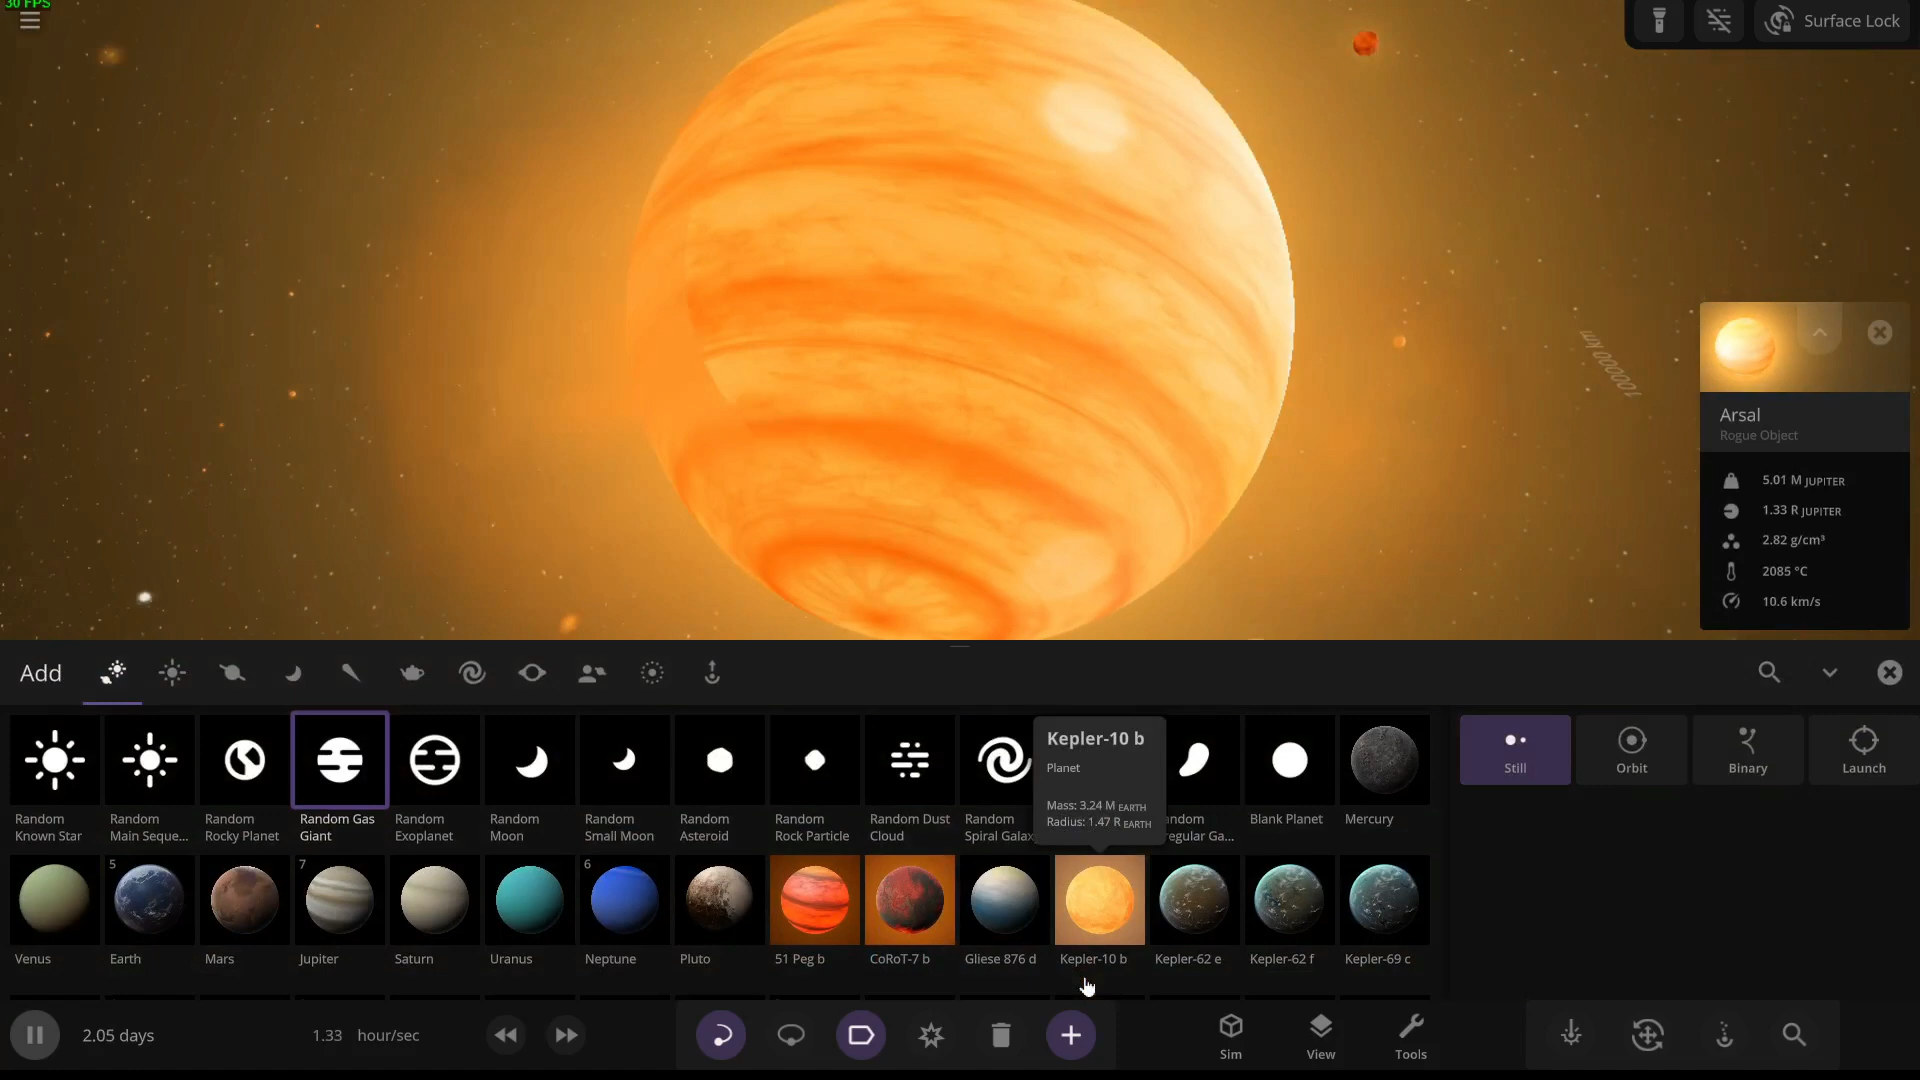 30 FPS
Surface Lock
100000 km
Arsal
Rogue Object
5.01 M JUPITER
1.33 R JUPITER
2.82 g/cm³
2085 °C
10.6 km/s
Add
Kepler-10 b
Planet
Mass: 3.24 M EARTH
Radius: 1.47 R EARTH
Still
Orbit
Binary
Launch
Random
Known Star
Random
Main Seque...
Random
Rocky Planet
Random Gas
Giant
Random
Exoplanet
Random
Moon
Random
Small Moon
Random
Asteroid
Random
Rock Particle
Random Dust
Cloud
Random
Spiral Galax
andom
regular Ga...
Blank Planet
Mercury
5
7
6
Venus
Earth
Mars
Jupiter
Saturn
Uranus
Neptune
Pluto
51 Peg b
CoRoT-7 b
Gliese 876 d
Kepler-10 b
Kepler-62 e
Kepler-62 f
Kepler-69 c
2.05 days
1.33 hour/sec
Sim
View
Tools